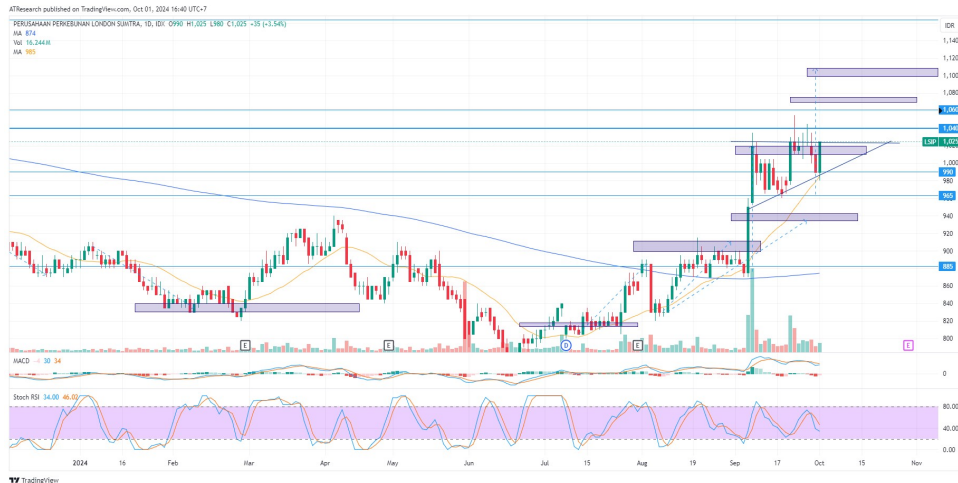 ATResearch published on TradingView.com, Oct 01, 2024 16:40 UTC+7
PERUSAHAAN PERKEBUNAN LONDON SUMTRA, 1D, IDX O990 H1,025 L980 C1,025 +35 (+3.54%)
MA 874
Vol 16.244M
MA 985
IDR
1,140
1,120
1,100
1,080
1,060
1,040
LSIP 1,025
1,000
990
980
965
940
920
900
885
860
840
820
800
E E D E E
MACD 30 34
0
Stoch RSI 34.00 46.02
80.00
40.00
0.00
2024 16 Feb Mar Apr May Jun Jul 15 Aug Sep 17 Oct 15 Nov
TradingView